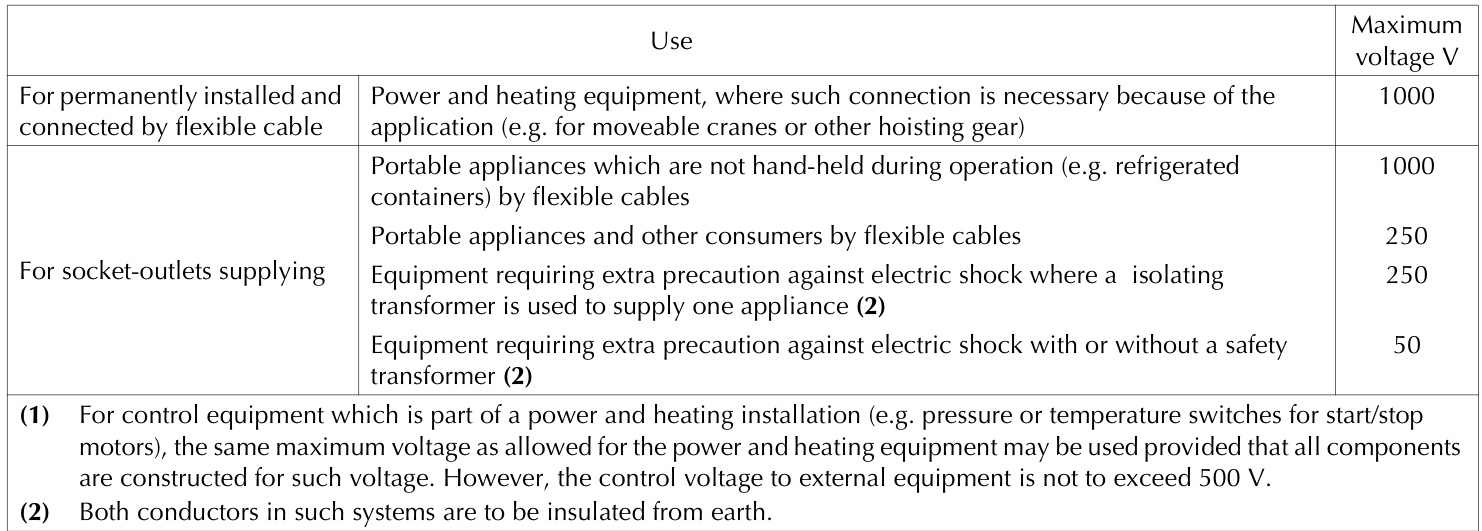 Use
Maximum
voltage V
For permanently installed and
connected by flexible cable
Power and heating equipment, where such connection is necessary because of the
application (e.g. for moveable cranes or other hoisting gear)
1000
For socket-outlets supplying
Portable appliances which are not hand-held during operation (e.g. refrigerated
containers) by flexible cables
1000
Portable appliances and other consumers by flexible cables
250
Equipment requiring extra precaution against electric shock where a isolating
transformer is used to supply one appliance (2)
250
Equipment requiring extra precaution against electric shock with or without a safety
transformer (2)
50
(1) For control equipment which is part of a power and heating installation (e.g. pressure or temperature switches for start/stop
motors), the same maximum voltage as allowed for the power and heating equipment may be used provided that all components
are constructed for such voltage. However, the control voltage to external equipment is not to exceed 500 V.
(2) Both conductors in such systems are to be insulated from earth.